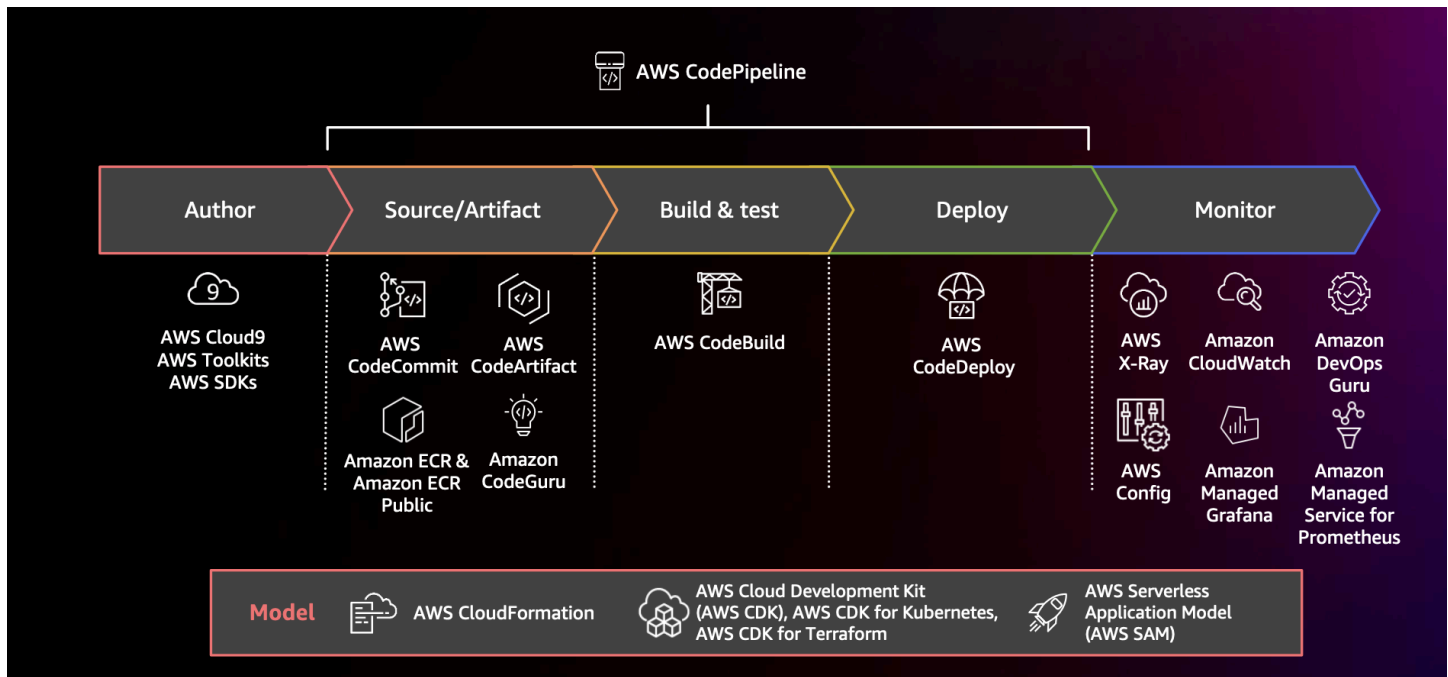 AWS CodePipeline
Author
Source/Artifact
Build & test
Deploy
Monitor
9
AWS Cloud9
AWS Toolkits
AWS SDKs
AWS
CodeCommit
AWS
CodeArtifact
Amazon ECR &
Amazon ECR
Public
Amazon
CodeGuru
AWS CodeBuild
AWS
CodeDeploy
AWS
X-Ray
Amazon
CloudWatch
Amazon
DevOps
Guru
AWS
Config
Amazon
Managed
Grafana
Amazon
Managed
Service for
Prometheus
Model
AWS CloudFormation
AWS Cloud Development Kit
(AWS CDK), AWS CDK for Kubernetes,
AWS CDK for Terraform
AWS Serverless
Application Model
(AWS SAM)